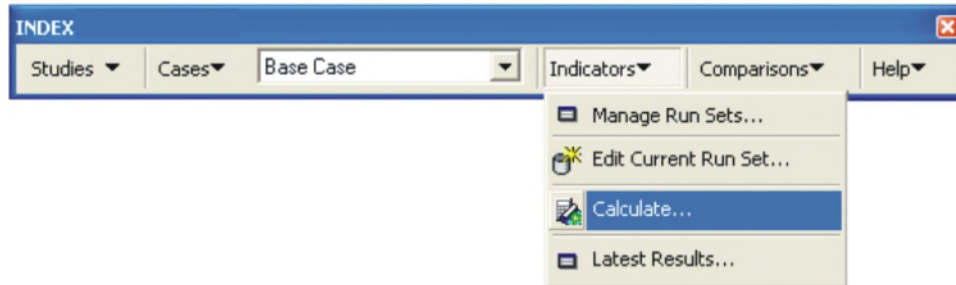 INDEX
Studies Cases Base Case Indicators Comparisons Help
Manage Run Sets...
Edit Current Run Set...
Calculate...
Latest Results...